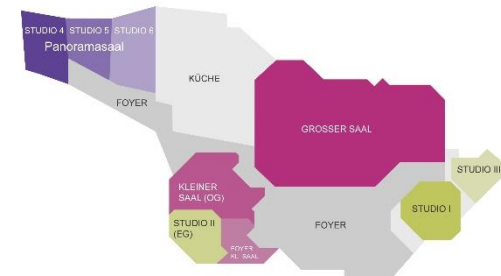 STUDIO 4
STUDIO 5
STUDIO 6
Panoramasaal
KÜCHE
FOYER
GROSSER SAAL
STUDIO III
KLEINER
SAAL (OG)
STUDIO I
STUDIO II
(EG)
FOYER
FOYER
KL. SAAL